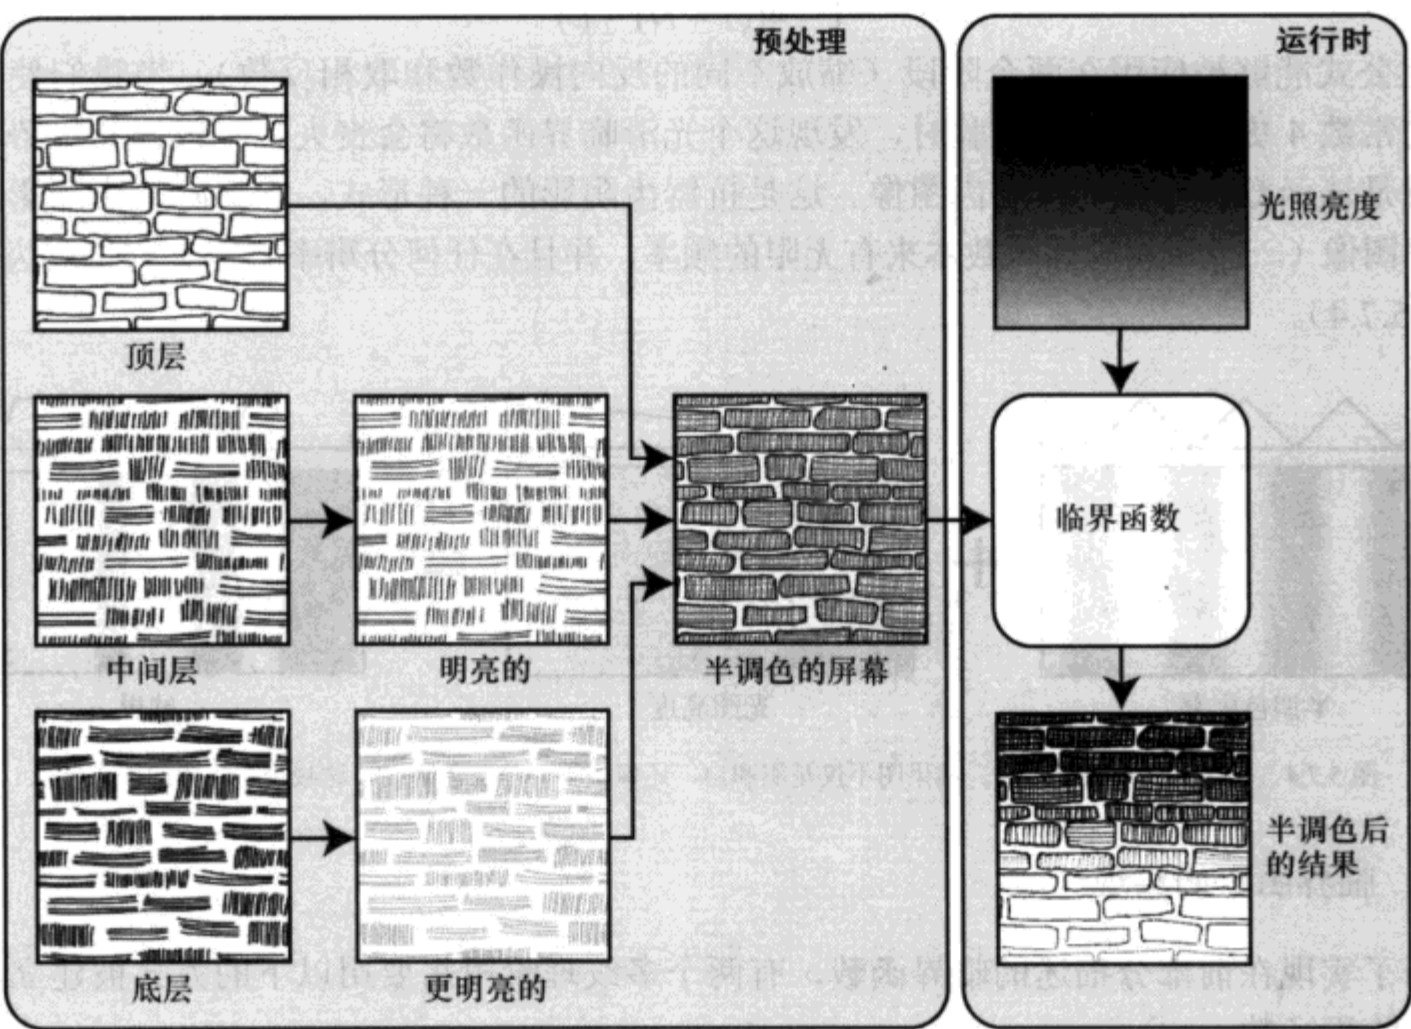 预处理
运行时
光照亮度
顶层
临界函数
中间层
明亮的
半调色的屏幕
半调色后
的结果
底层
更明亮的